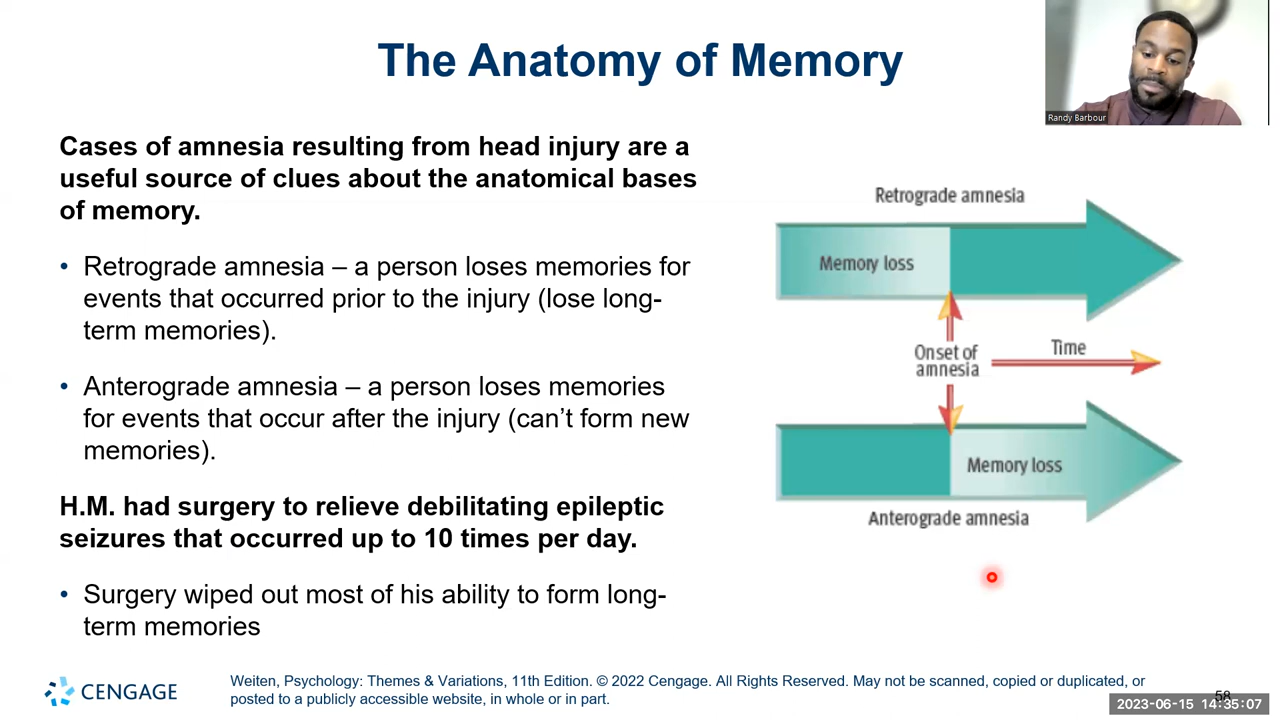 The Anatomy of Memory
Randy Barbour
Cases of amnesia resulting from head injury are a
useful source of clues about the anatomical bases
of memory.
• Retrograde amnesia – a person loses memories for
events that occurred prior to the injury (lose long-
term memories).
• Anterograde amnesia – a person loses memories
for events that occur after the injury (can’t form new
memories).
H.M. had surgery to relieve debilitating epileptic
seizures that occurred up to 10 times per day.
• Surgery wiped out most of his ability to form long-
term memories
Retrograde amnesia
Memory loss
Onset of
amnesia
Time
Memory loss
Anterograde amnesia
CENGAGE
Weiten, Psychology: Themes & Variations, 11th Edition. © 2022 Cengage. All Rights Reserved. May not be scanned, copied or duplicated, or
posted to a publicly accessible website, in whole or in part.
58
2023-06-15 14:35:07